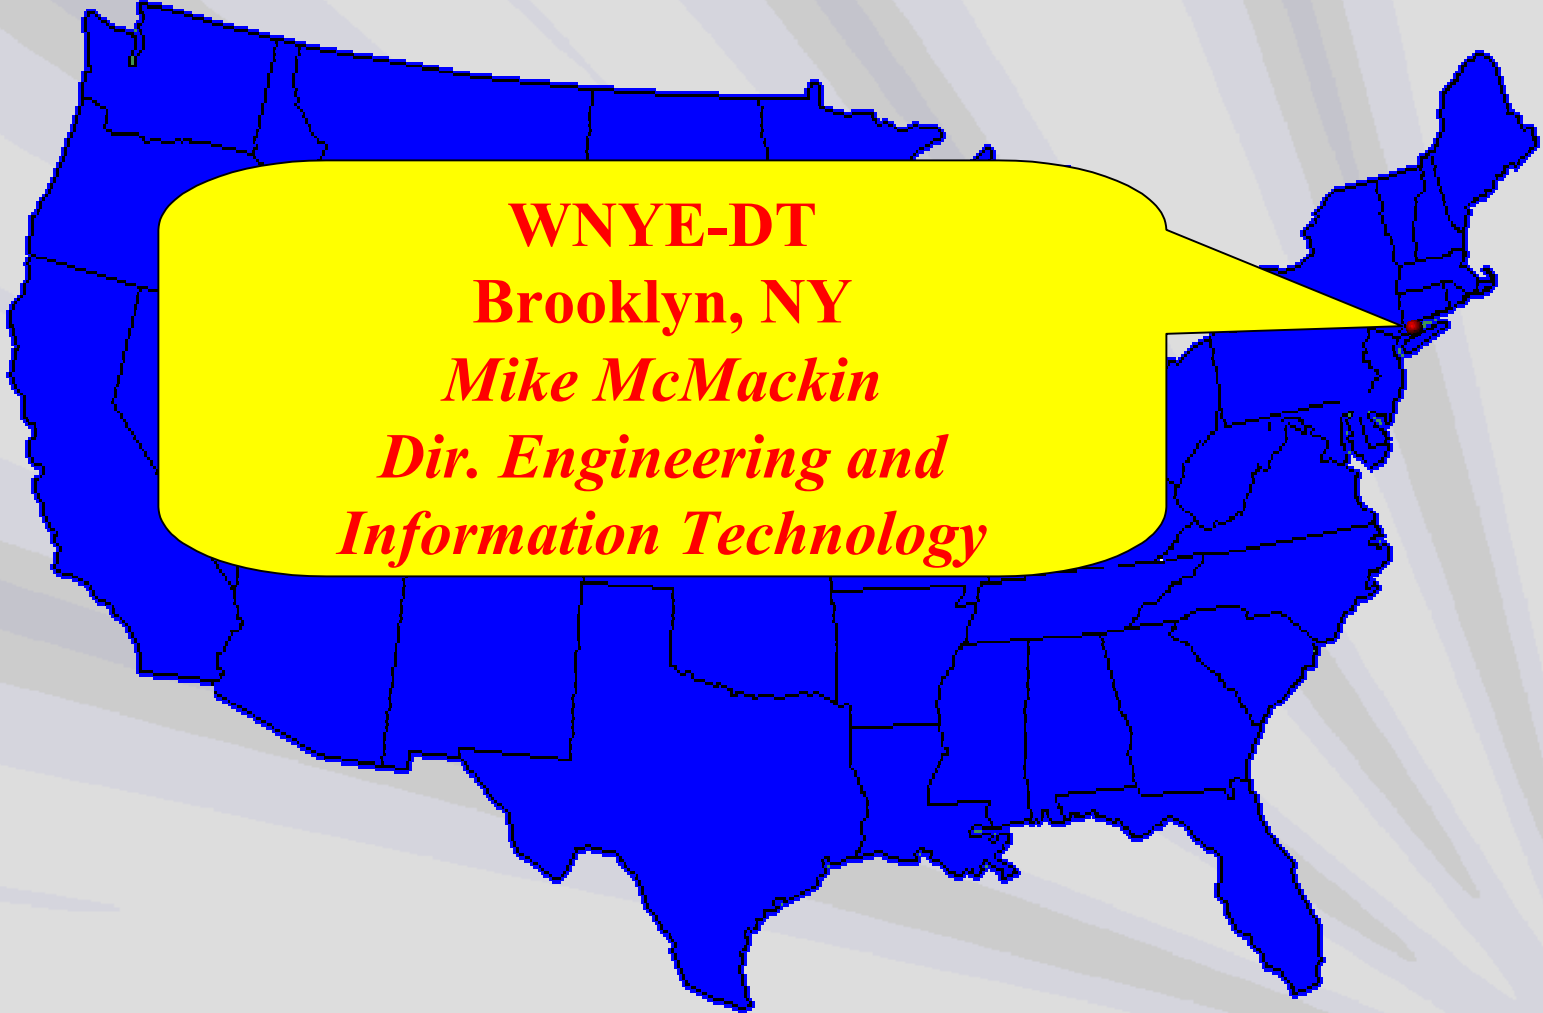 WNYE-DT
Brooklyn, NY
Mike McMackin
Dir. Engineering and
Information Technology